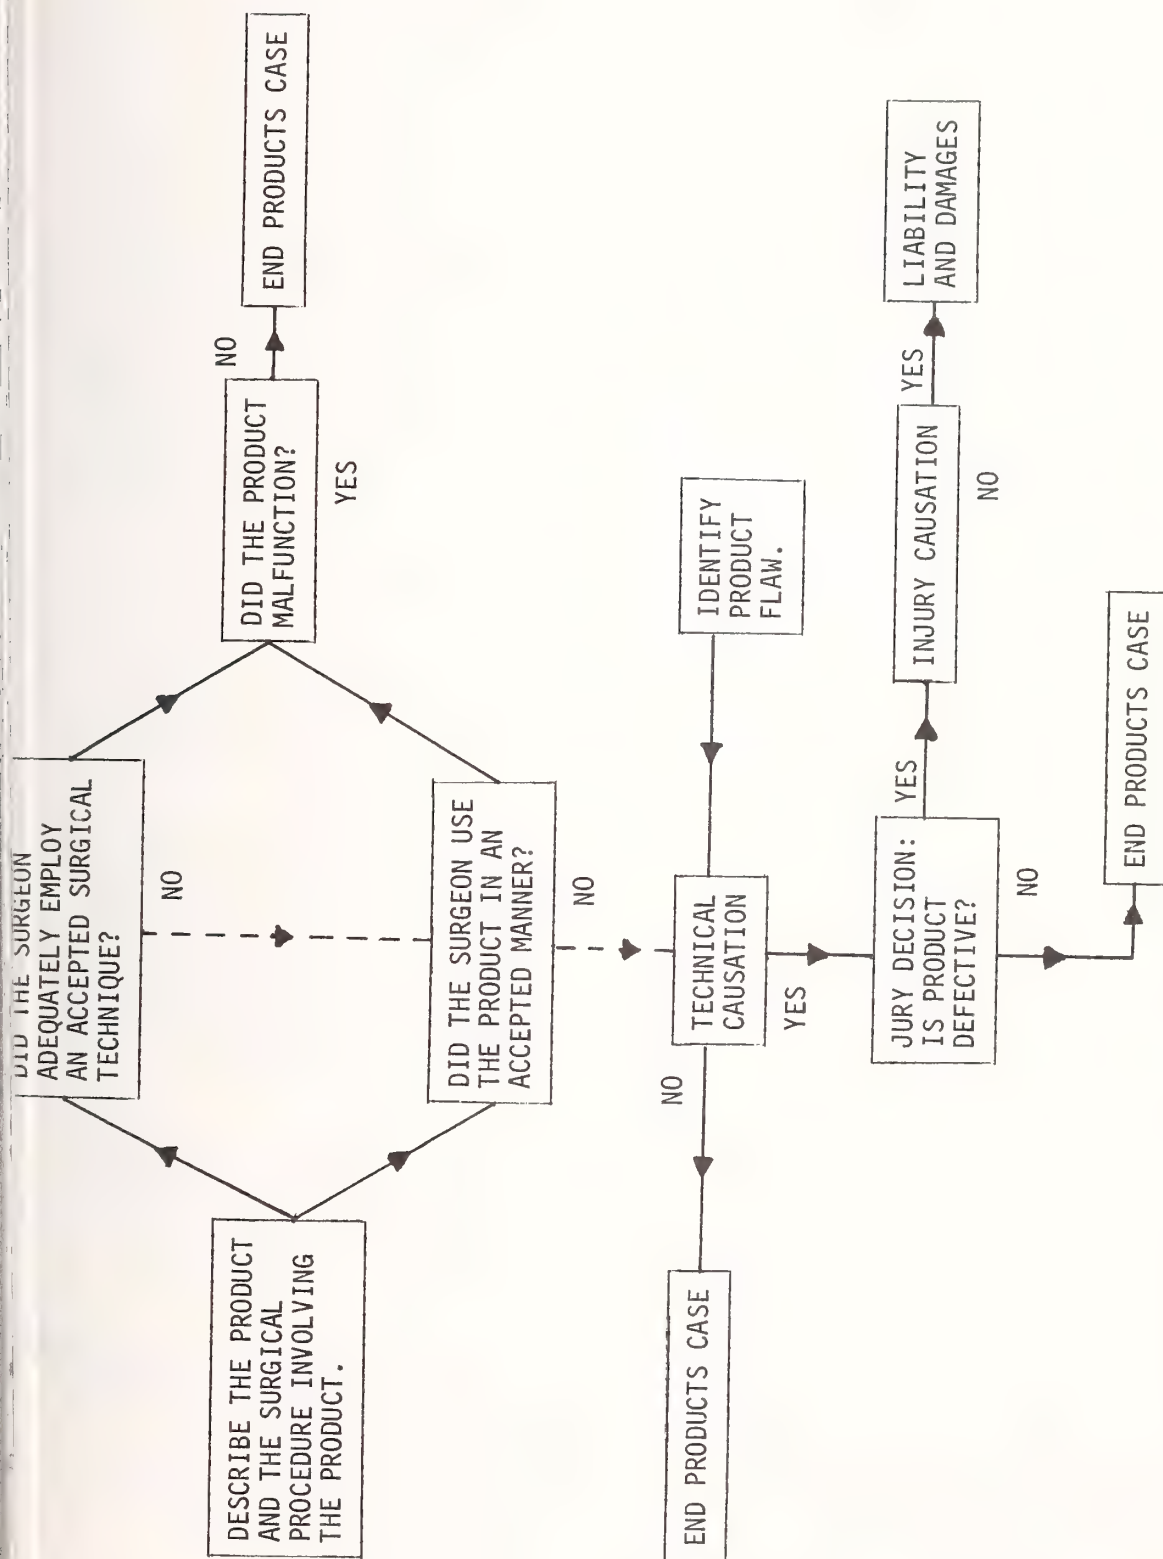 DID THE SURGEON
ADEQUATELY EMPLOY
AN ACCEPTED SURGICAL
TECHNIQUE?
NO
DESCRIBE THE PRODUCT
AND THE SURGICAL
PROCEDURE INVOLVING
THE PRODUCT.
DID THE PRODUCT
MALFUNCTION?
NO
END PRODUCTS CASE
YES
DID THE SURGEON USE
THE PRODUCT IN AN
ACCEPTED MANNER?
NO
END PRODUCTS CASE
NO
TECHNICAL
CAUSATION
YES
IDENTIFY
PRODUCT
FLAW.
JURY DECISION:
IS PRODUCT
DEFECTIVE?
YES
NO
INJURY CAUSATION
YES
NO
LIABILITY
AND DAMAGES
END PRODUCTS CASE